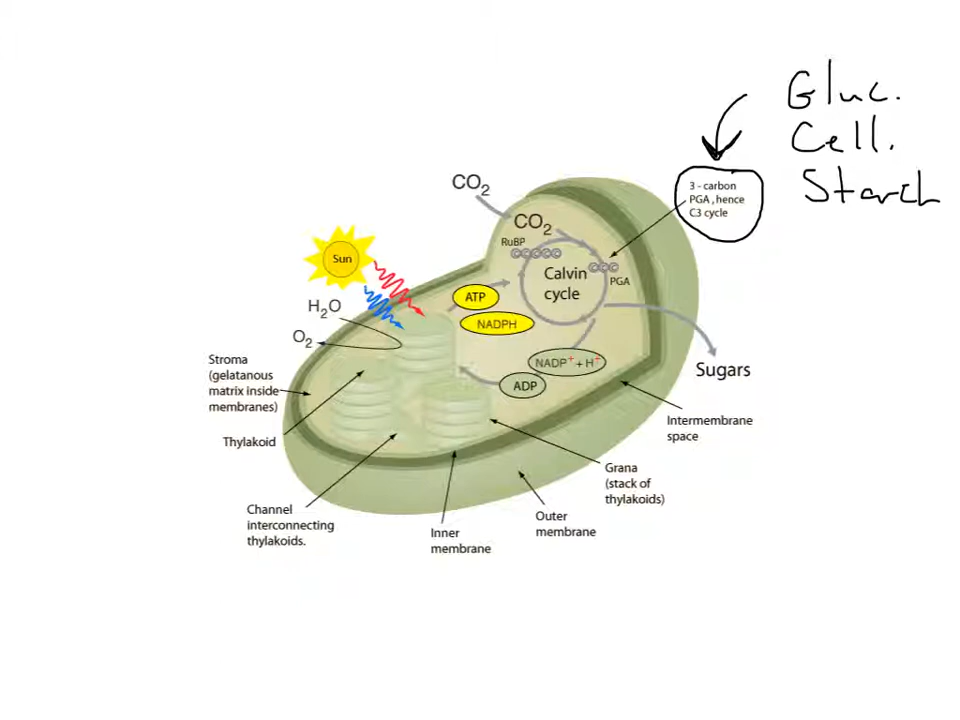 Gluc.
Cell.
Starch
3 - carbon
PGA , hence
C3 cycle
CO2
CO2
RuBP
Sun
Calvin
cycle
PGA
ATP
NADPH
H2O
O2
NADP+ + H+
ADP
Sugars
Stroma
(gelatanous
matrix inside
membranes)
Thylakoid
Intermembrane
space
Grana
(stack of
thylakoids)
Channel
interconnecting
thylakoids.
Outer
membrane
Inner
membrane
C C C C C
C C C